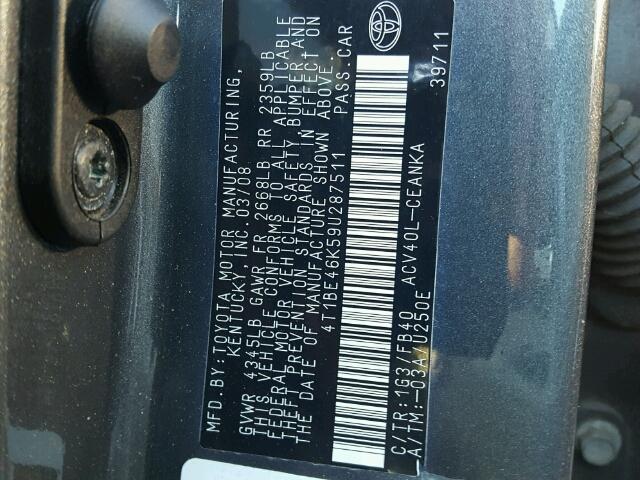 MFD. BY: TOYOTA MOTOR MANUFACTURING,
KENTUCKY, INC. 03/08
GVWR 4345LB GAWR FR 2668LB RR 2359LB
THIS VEHICLE CONFORMS TO ALL APPLICABLE
FEDERAL MOTOR VEHICLE SAFETY, BUMPER, AND
THEFT PREVENTION STANDARDS IN EFFECT ON
THE DATE OF MANUFACTURE SHOWN ABOVE.
4T1BE46K59U287511 PASS. CAR
C/TR:1G3/FB40 ACV40L-CEANKA
A/TM:-03A/U250E 39711